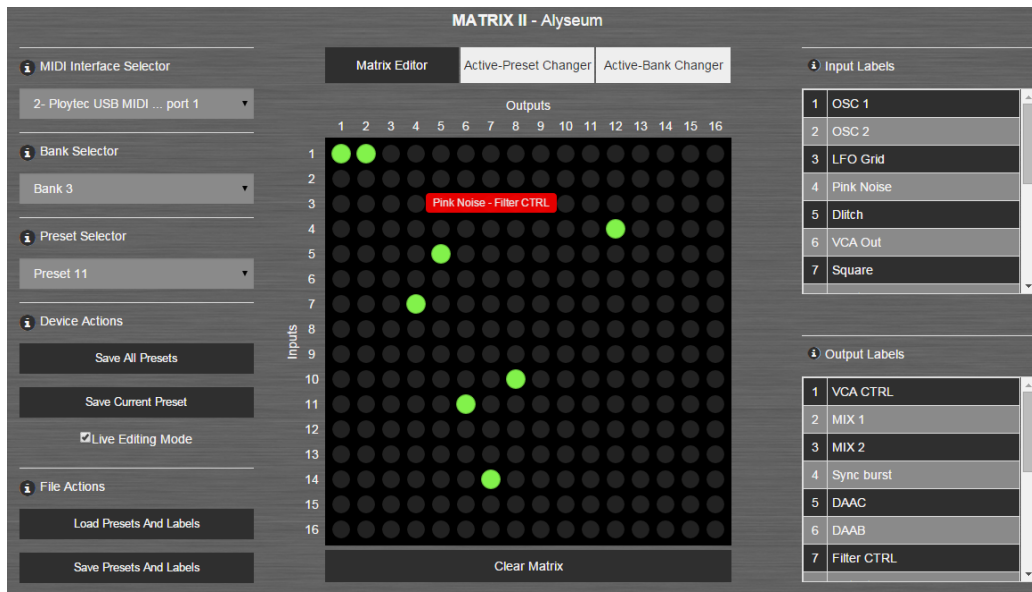 MATRIX II - Alyseum
MIDI Interface Selector
2- Ploytec USB MIDI ... port 1
Bank Selector
Bank 3
Preset Selector
Preset 11
Device Actions
Save All Presets
Save Current Preset
Live Editing Mode
File Actions
Load Presets And Labels
Save Presets And Labels
Matrix Editor
Active-Preset Changer
Active-Bank Changer
Outputs
1 2 3 4 5 6 7 8 9 10 11 12 13 14 15 16
Inputs
1
2
3
Pink Noise - Filter CTRL
4
5
6
7
8
9
10
11
12
13
14
15
16
Clear Matrix
Input Labels
1 OSC 1
2 OSC 2
3 LFO Grid
4 Pink Noise
5 Dlitch
6 VCA Out
7 Square
Output Labels
1 VCA CTRL
2 MIX 1
3 MIX 2
4 Sync burst
5 DAAC
6 DAAB
7 Filter CTRL